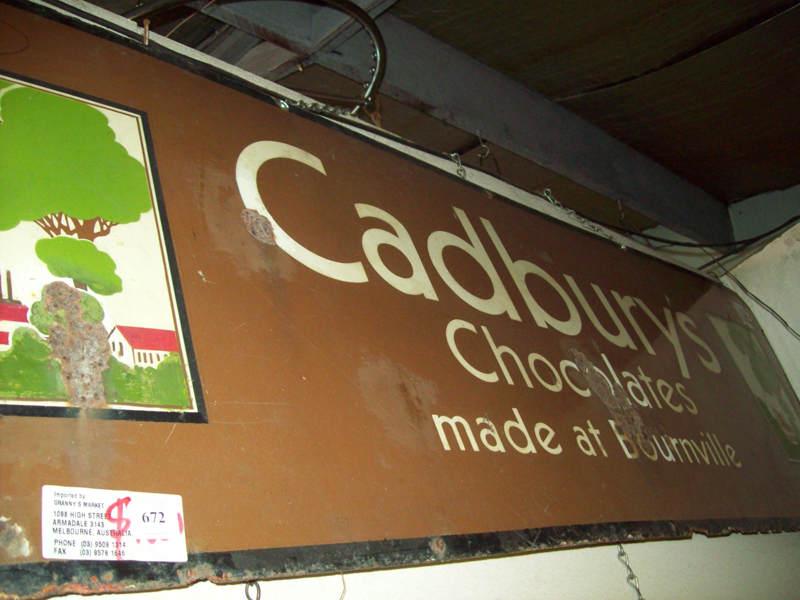 Cadbury's
Chocolates
made at Bournville
Imported by
GRANNY'S MARKET
1098 HIGH STREET
ARMADALE 3143
MELBOURNE, AUSTRALIA
PHONE (03) 9509 1314
FAX (03) 9576 1645
$ 672